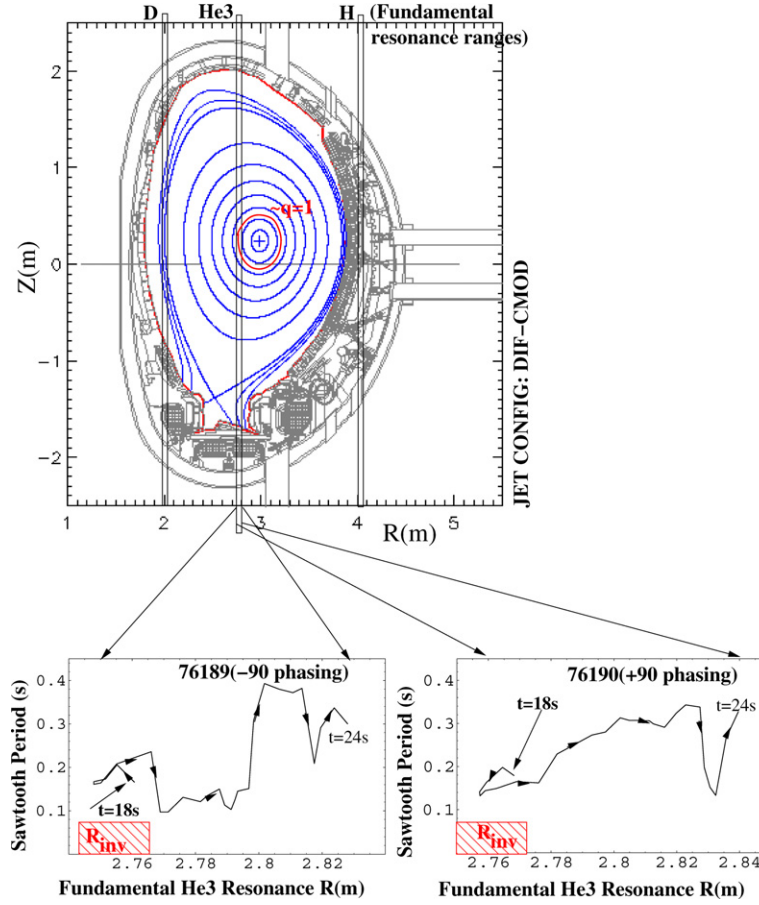 D He3 H (Fundamental
resonance ranges)
2
1
0
-1
-2
Z(m)
~q=1
JET CONFIG: DIF-CMOD
1 2 3 4 5
R(m)
76189(-90 phasing)
0.4
0.3
0.2
0.1
Sawtooth Period (s)
t=24s
t=18s
Rinv
2.76 2.78 2.8 2.82
Fundamental He3 Resonance R(m)
76190(+90 phasing)
0.4
0.3
0.2
0.1
Sawtooth Period (s)
t=18s
t=24s
Rinv
2.76 2.78 2.8 2.82 2.84
Fundamental He3 Resonance R(m)